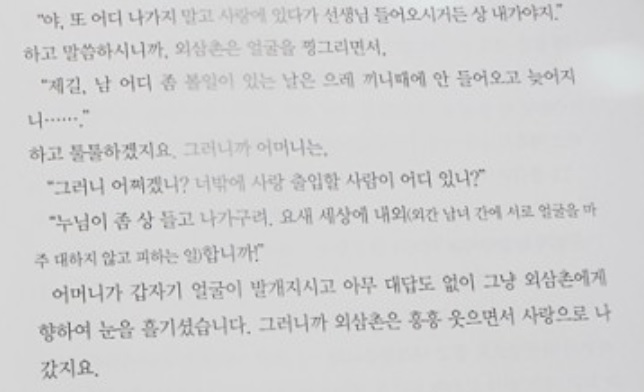 "야, 또 어디 나가지 말고 사랑에 있다가 선생님 들어오시거든 상 내가야지."
하고 말씀하시니까, 외삼촌은 얼굴을 찡그리면서,
"제길, 남 어디 좀 볼일이 있는 날은 으레 끼니때에 안 들어오고 늦어지
니……."
하고 툴툴하겠지요. 그러니까 어머니는,
"그러니 어찌겠니? 너밖에 사랑 출입할 사람이 어디 있니?"
"누님이 좀 상 들고 나가구려. 요새 세상에 내외(외간 남녀 간에 서로 얼굴을 마
주 대하지 않고 피하는 일)합니까!"
어머니가 갑자기 얼굴이 발개지시고 아무 대답도 없이 그냥 외삼촌에게
향하여 눈을 흘기셨습니다. 그러니까 외삼촌은 흥흥 웃으면서 사랑으로 나
갔지요.